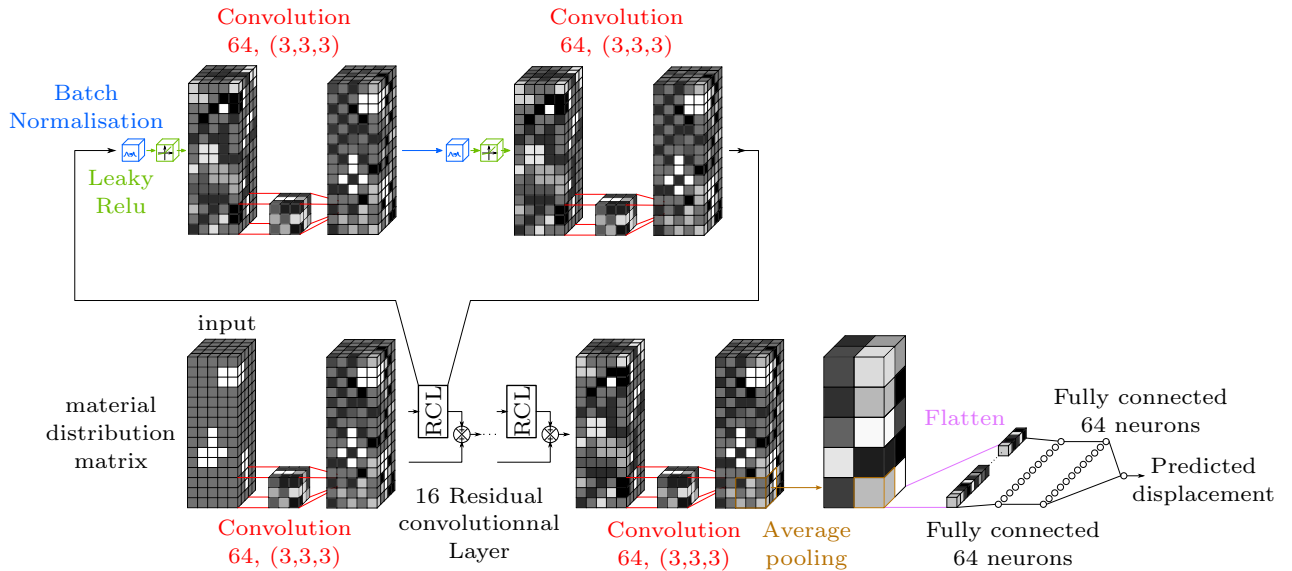 Convolution
64, (3,3,3)
Convolution
64, (3,3,3)
Batch
Normalisation
Leaky
Relu
input
material
distribution
matrix
RCL
RCL
Convolution
64, (3,3,3)
16 Residual
convolutionnal
Layer
Convolution
64, (3,3,3)
Average
pooling
Flatten
Fully connected
64 neurons
Fully connected
64 neurons
Predicted
displacement